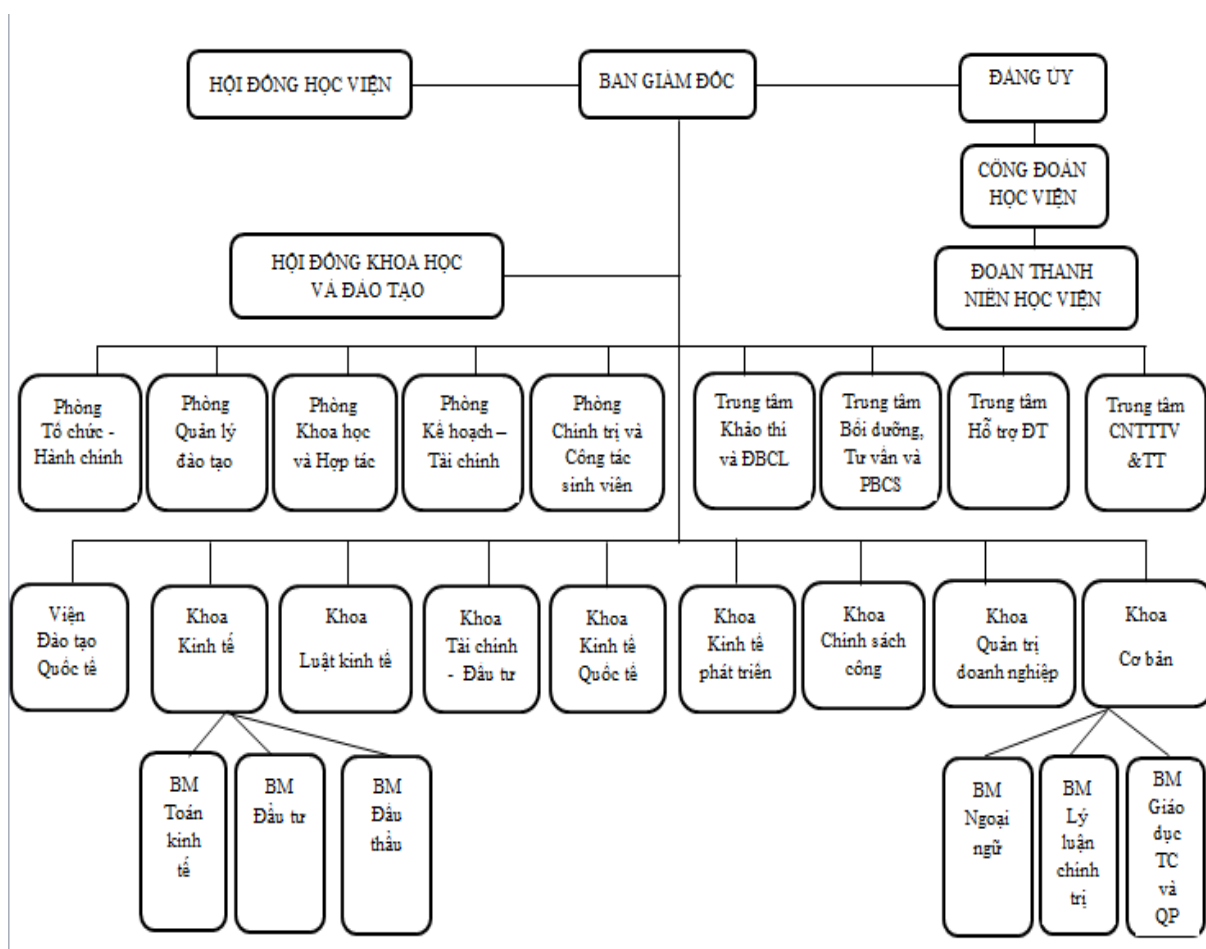 HỘI ĐỒNG HỌC VIỆN
BAN GIÁM ĐỐC
ĐẢNG ỦY
CÔNG ĐOÀN
HỌC VIỆN
HỘI ĐỒNG KHOA HỌC
VÀ ĐÀO TẠO
ĐOAN THANH
NIÊN HỌC VIỆN
Phòng
Tổ chức -
Hành chính
Phòng
Quản lý
đào tạo
Phòng
Khoa học
và Hợp tác
Phòng
Kế hoạch –
Tài chính
Phòng
Chính trị và
Công tác
sinh viên
Trung tâm
Khảo thí
và ĐBCL
Trung tâm
Bồi dưỡng,
Tư vấn và
PBCS
Trung tâm
Hỗ trợ ĐT
Trung tâm
CNTTTV
&TT
Viện
Đào tạo
Quốc tế
Khoa
Kinh tế
Khoa
Luật kinh tế
Khoa
Tài chính
- Đầu tư
Khoa
Kinh tế
Quốc tế
Khoa
Kinh tế
phát triển
Khoa
Chính sách
công
Khoa
Quản trị
doanh nghiệp
Khoa
Cơ bản
BM
Toán
kinh
tế
BM
Đầu tư
BM
Đấu
thầu
BM
Ngoại
ngữ
BM
Lý
luận
chính
trị
BM
Giáo
dục
TC
và
QP